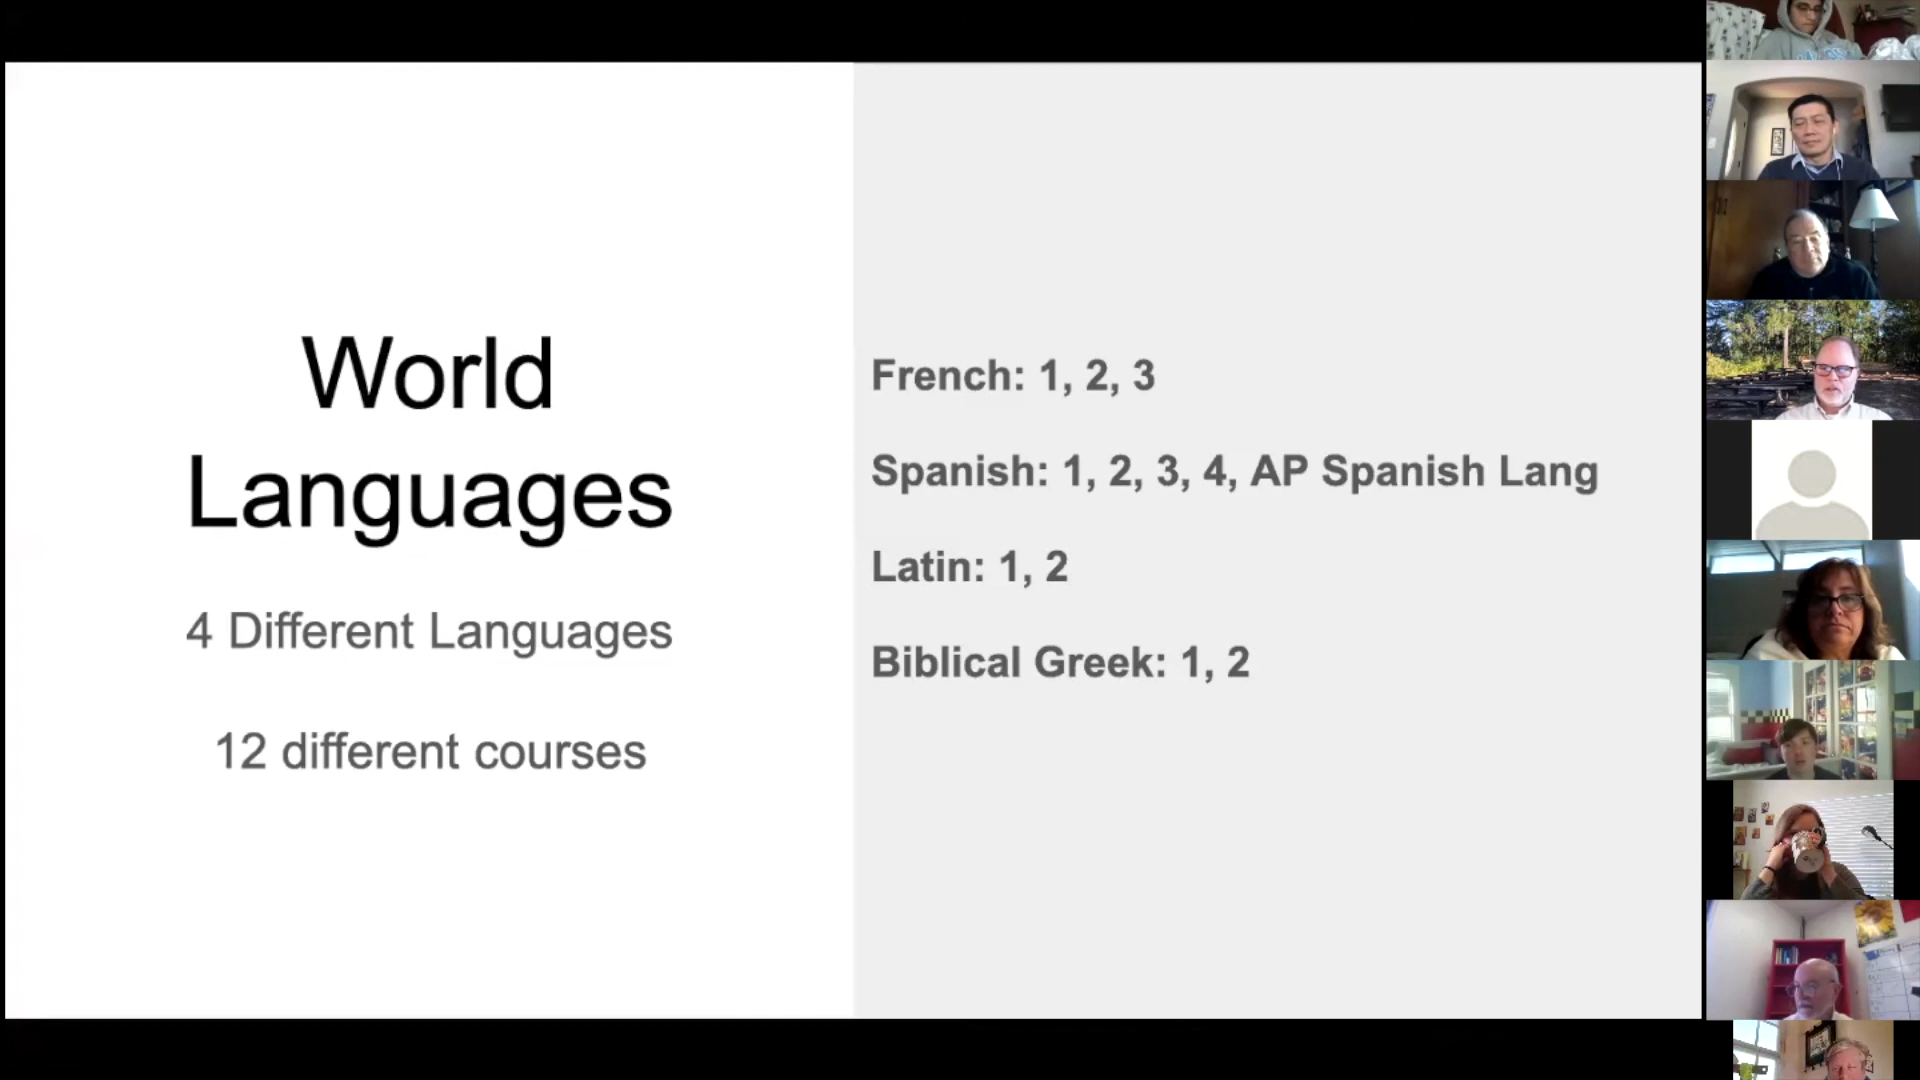 World
Languages
4 Different Languages
12 different courses
French: 1, 2, 3
Spanish: 1, 2, 3, 4, AP Spanish Lang
Latin: 1, 2
Biblical Greek: 1, 2